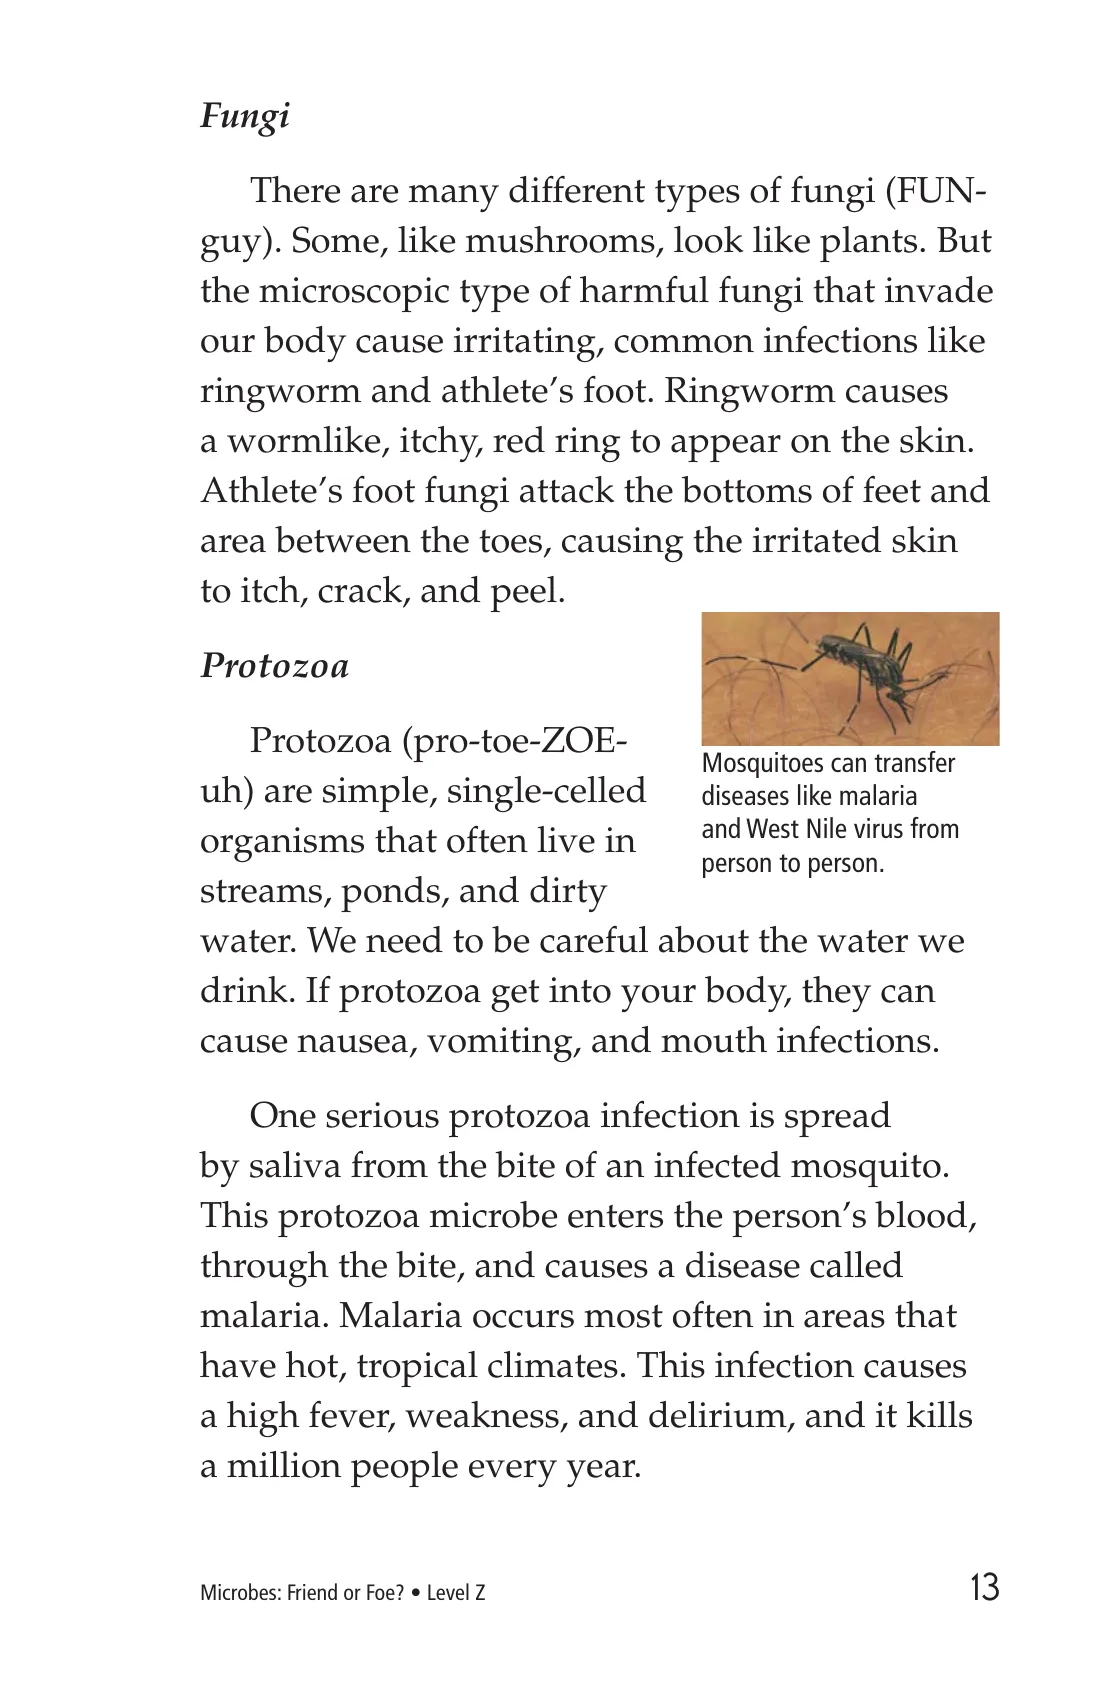 Fungi
There are many different types of fungi (FUN-
guy). Some, like mushrooms, look like plants. But
the microscopic type of harmful fungi that invade
our body cause irritating, common infections like
ringworm and athlete’s foot. Ringworm causes
a wormlike, itchy, red ring to appear on the skin.
Athlete’s foot fungi attack the bottoms of feet and
area between the toes, causing the irritated skin
to itch, crack, and peel.
Protozoa
Protozoa (pro-toe-ZOE-
uh) are simple, single-celled
organisms that often live in
streams, ponds, and dirty
water. We need to be careful about the water we
drink. If protozoa get into your body, they can
cause nausea, vomiting, and mouth infections.
Mosquitoes can transfer
diseases like malaria
and West Nile virus from
person to person.
One serious protozoa infection is spread
by saliva from the bite of an infected mosquito.
This protozoa microbe enters the person’s blood,
through the bite, and causes a disease called
malaria. Malaria occurs most often in areas that
have hot, tropical climates. This infection causes
a high fever, weakness, and delirium, and it kills
a million people every year.
Microbes: Friend or Foe? • Level Z
13